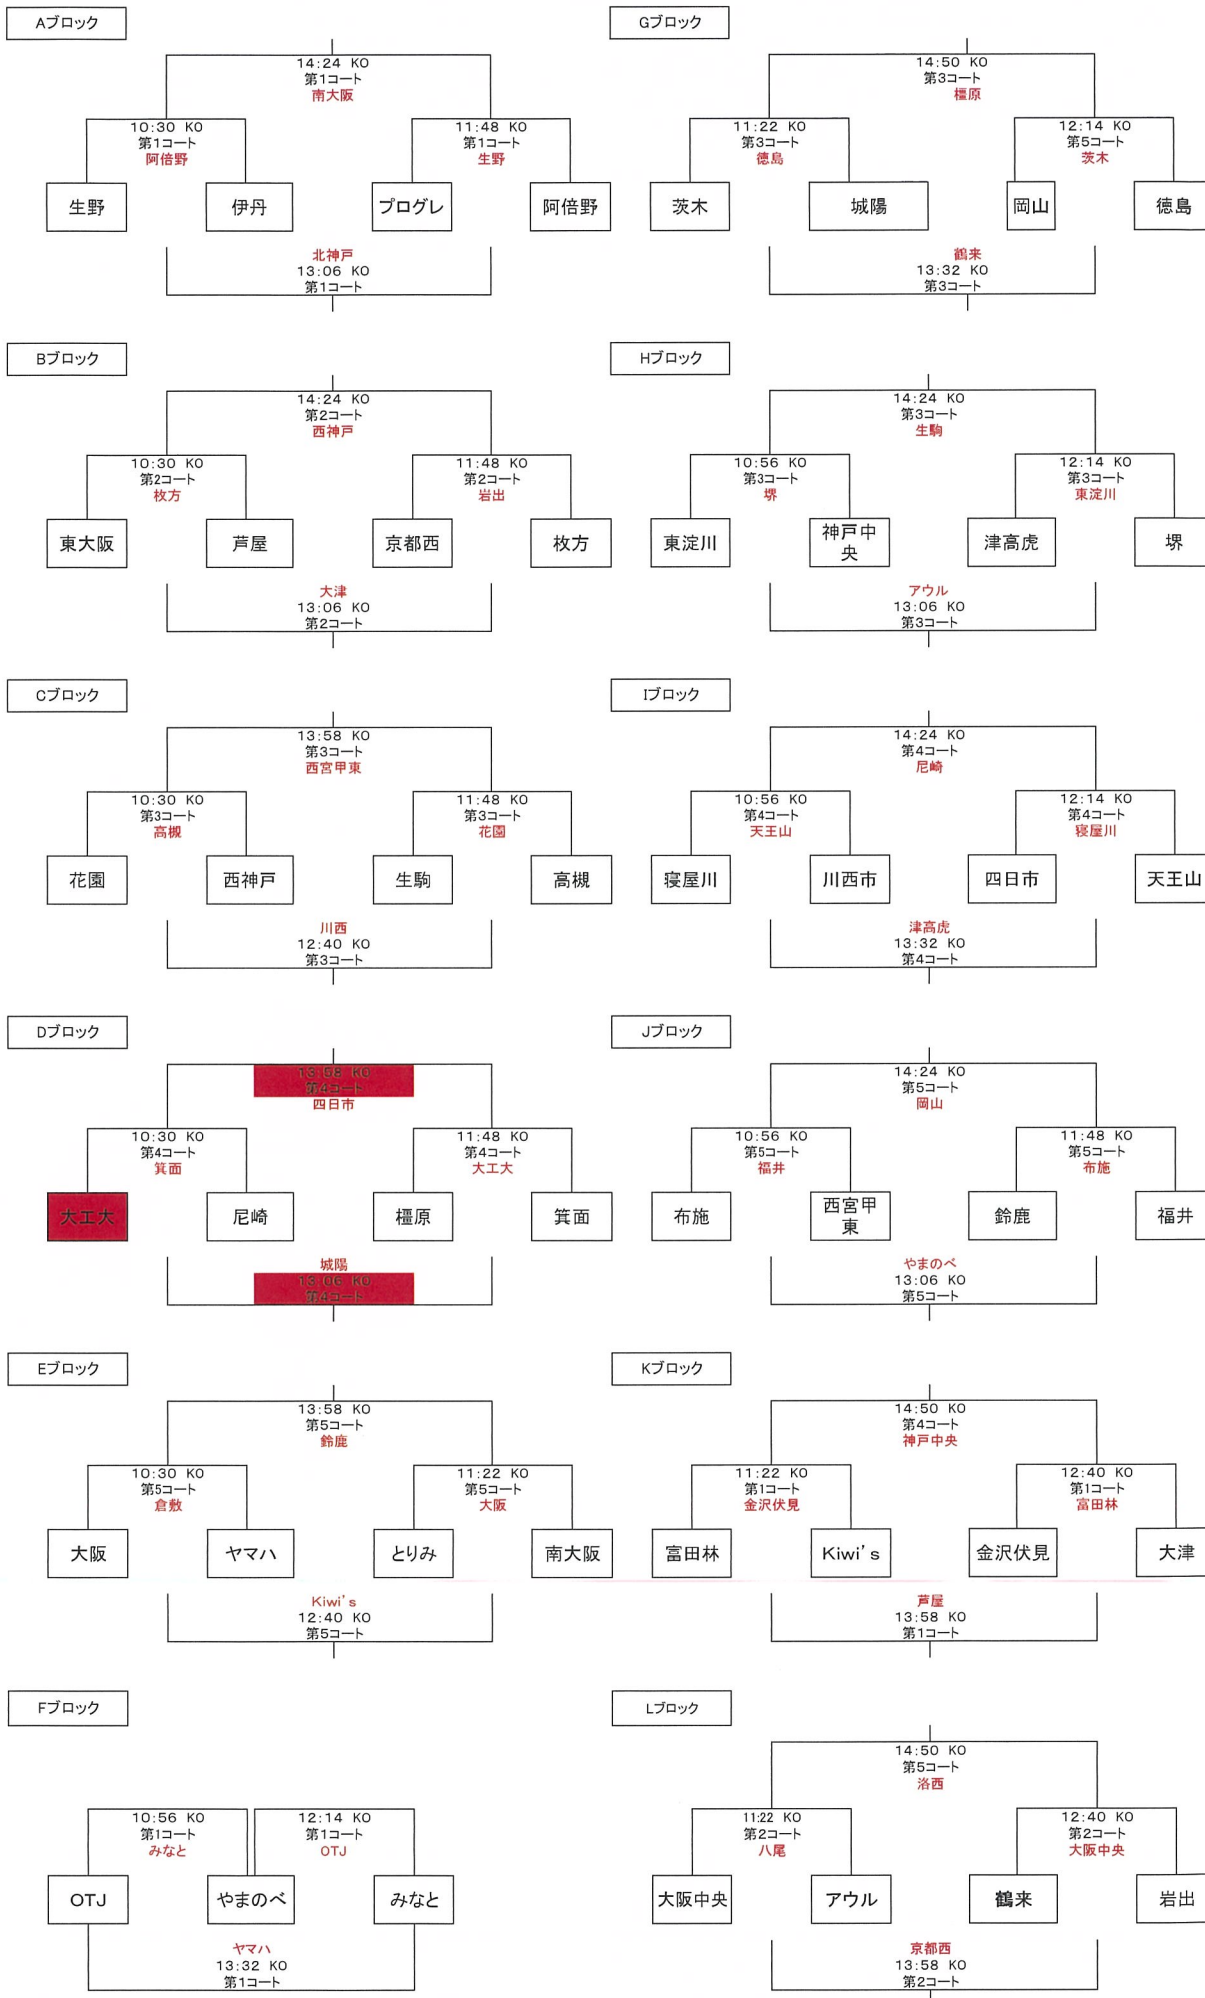 Aブロック
14:24 KO
第1コート
南大阪
10:30 KO
第1コート
阿倍野
11:48 KO
第1コート
生野
生野
伊丹
プログレ
阿倍野
北神戸
13:06 KO
第1コート
Gブロック
14:50 KO
第3コート
橿原
11:22 KO
第3コート
徳島
12:14 KO
第5コート
茨木
茨木
城陽
岡山
徳島
鶴来
13:32 KO
第3コート
Bブロック
14:24 KO
第2コート
西神戸
10:30 KO
第2コート
枚方
11:48 KO
第2コート
岩出
東大阪
芦屋
京都西
枚方
大津
13:06 KO
第2コート
Hブロック
14:24 KO
第3コート
生駒
10:56 KO
第3コート
堺
12:14 KO
第3コート
東淀川
東淀川
神戸中
央
津高虎
堺
アウル
13:06 KO
第3コート
Cブロック
13:58 KO
第3コート
西宮甲東
10:30 KO
第3コート
高槻
11:48 KO
第3コート
花園
花園
西神戸
生駒
高槻
川西
12:40 KO
第3コート
Iブロック
14:24 KO
第4コート
尼崎
10:56 KO
第4コート
天王山
12:14 KO
第4コート
寝屋川
寝屋川
川西市
四日市
天王山
津高虎
13:32 KO
第4コート
Dブロック
13:58 KO
第4コート
四日市
10:30 KO
第4コート
箕面
11:48 KO
第4コート
大工大
大工大
尼崎
橿原
箕面
城陽
13:06 KO
第4コート
Jブロック
14:24 KO
第5コート
岡山
10:56 KO
第5コート
福井
11:48 KO
第5コート
布施
布施
西宮甲
東
鈴鹿
福井
やまのべ
13:06 KO
第5コート
Eブロック
13:58 KO
第5コート
鈴鹿
10:30 KO
第5コート
倉敷
11:22 KO
第5コート
大阪
大阪
ヤマハ
とりみ
南大阪
Kiwi's
12:40 KO
第5コート
Kブロック
14:50 KO
第4コート
神戸中央
11:22 KO
第1コート
金沢伏見
12:40 KO
第1コート
富田林
富田林
Kiwi's
金沢伏見
大津
芦屋
13:58 KO
第1コート
Fブロック
10:56 KO
第1コート
みなと
12:14 KO
第1コート
OTJ
OTJ
やまのべ
みなと
ヤマハ
13:32 KO
第1コート
Lブロック
14:50 KO
第5コート
洛西
11:22 KO
第2コート
八尾
12:40 KO
第2コート
大阪中央
大阪中央
アウル
鶴来
岩出
京都西
13:58 KO
第2コート